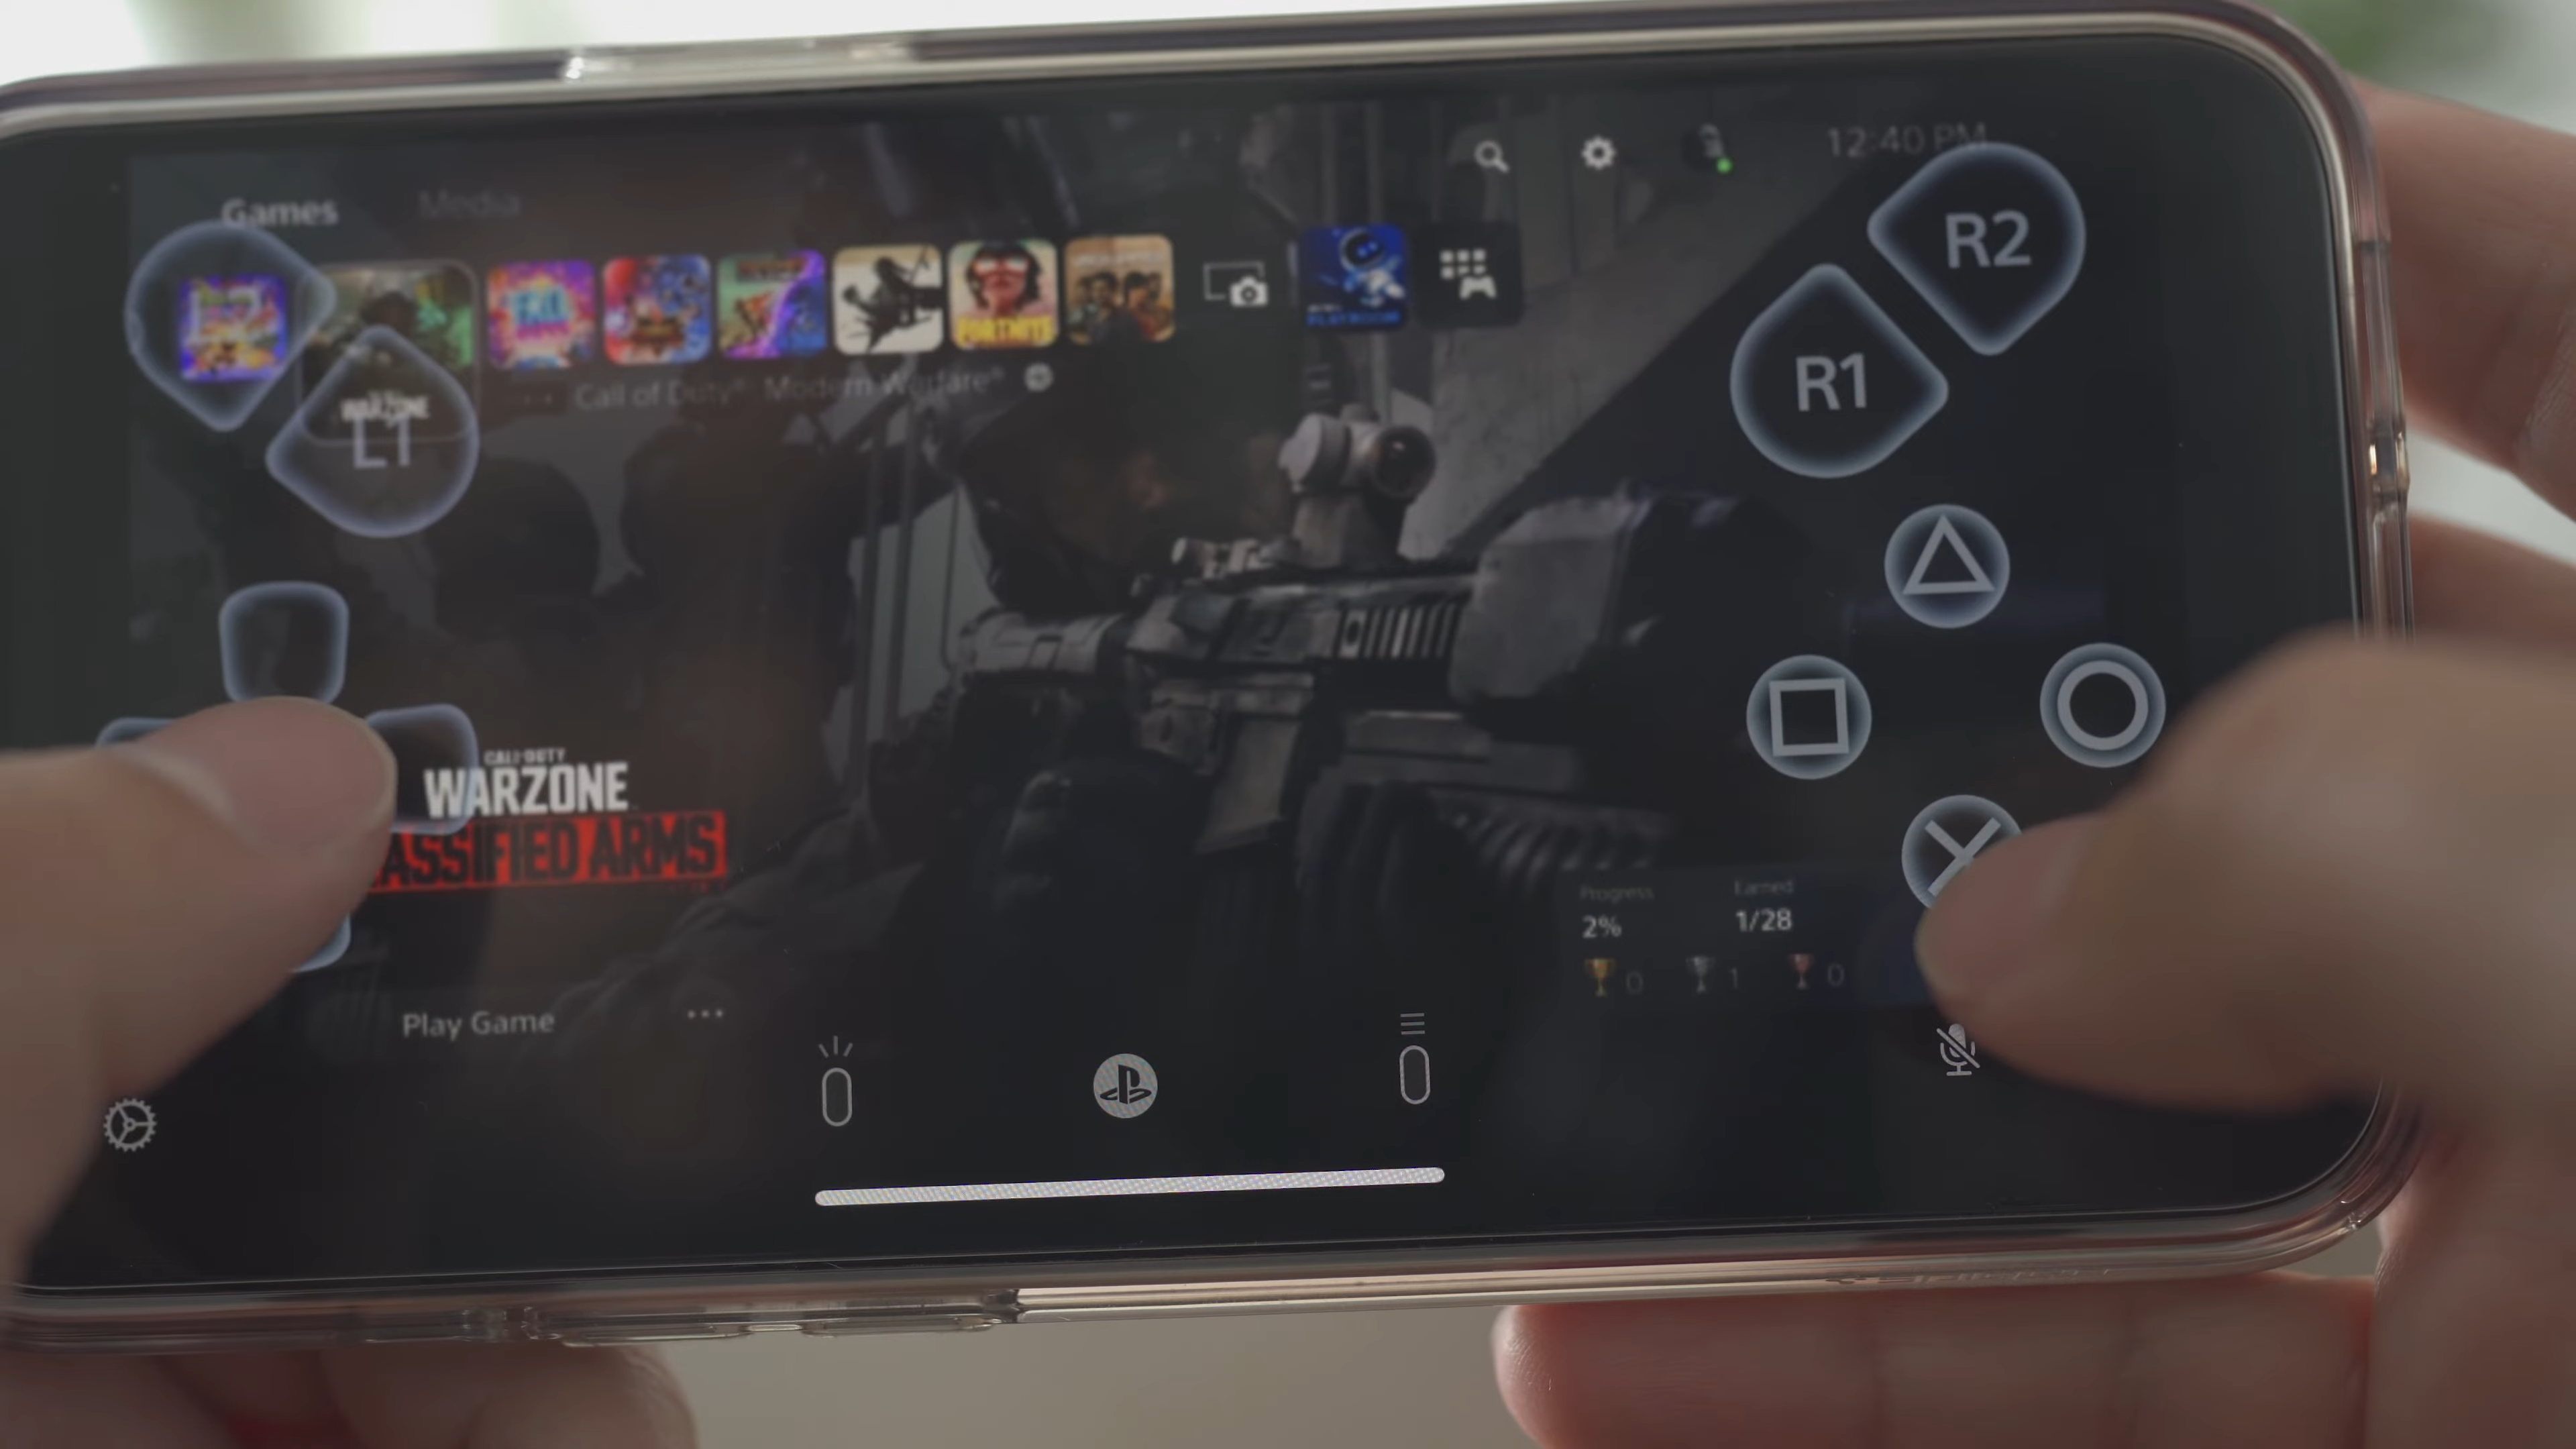 12:40 PM
Games
Media
R2
FORTNITE
PLAYROOM
R1
Call of Duty® Modern Warfare®
WARZONE
L1
CALL OF DUTY
WARZONE
ASSIFIED ARMS
Progress
Earned
2%
1/28
0
1
0
Play Game